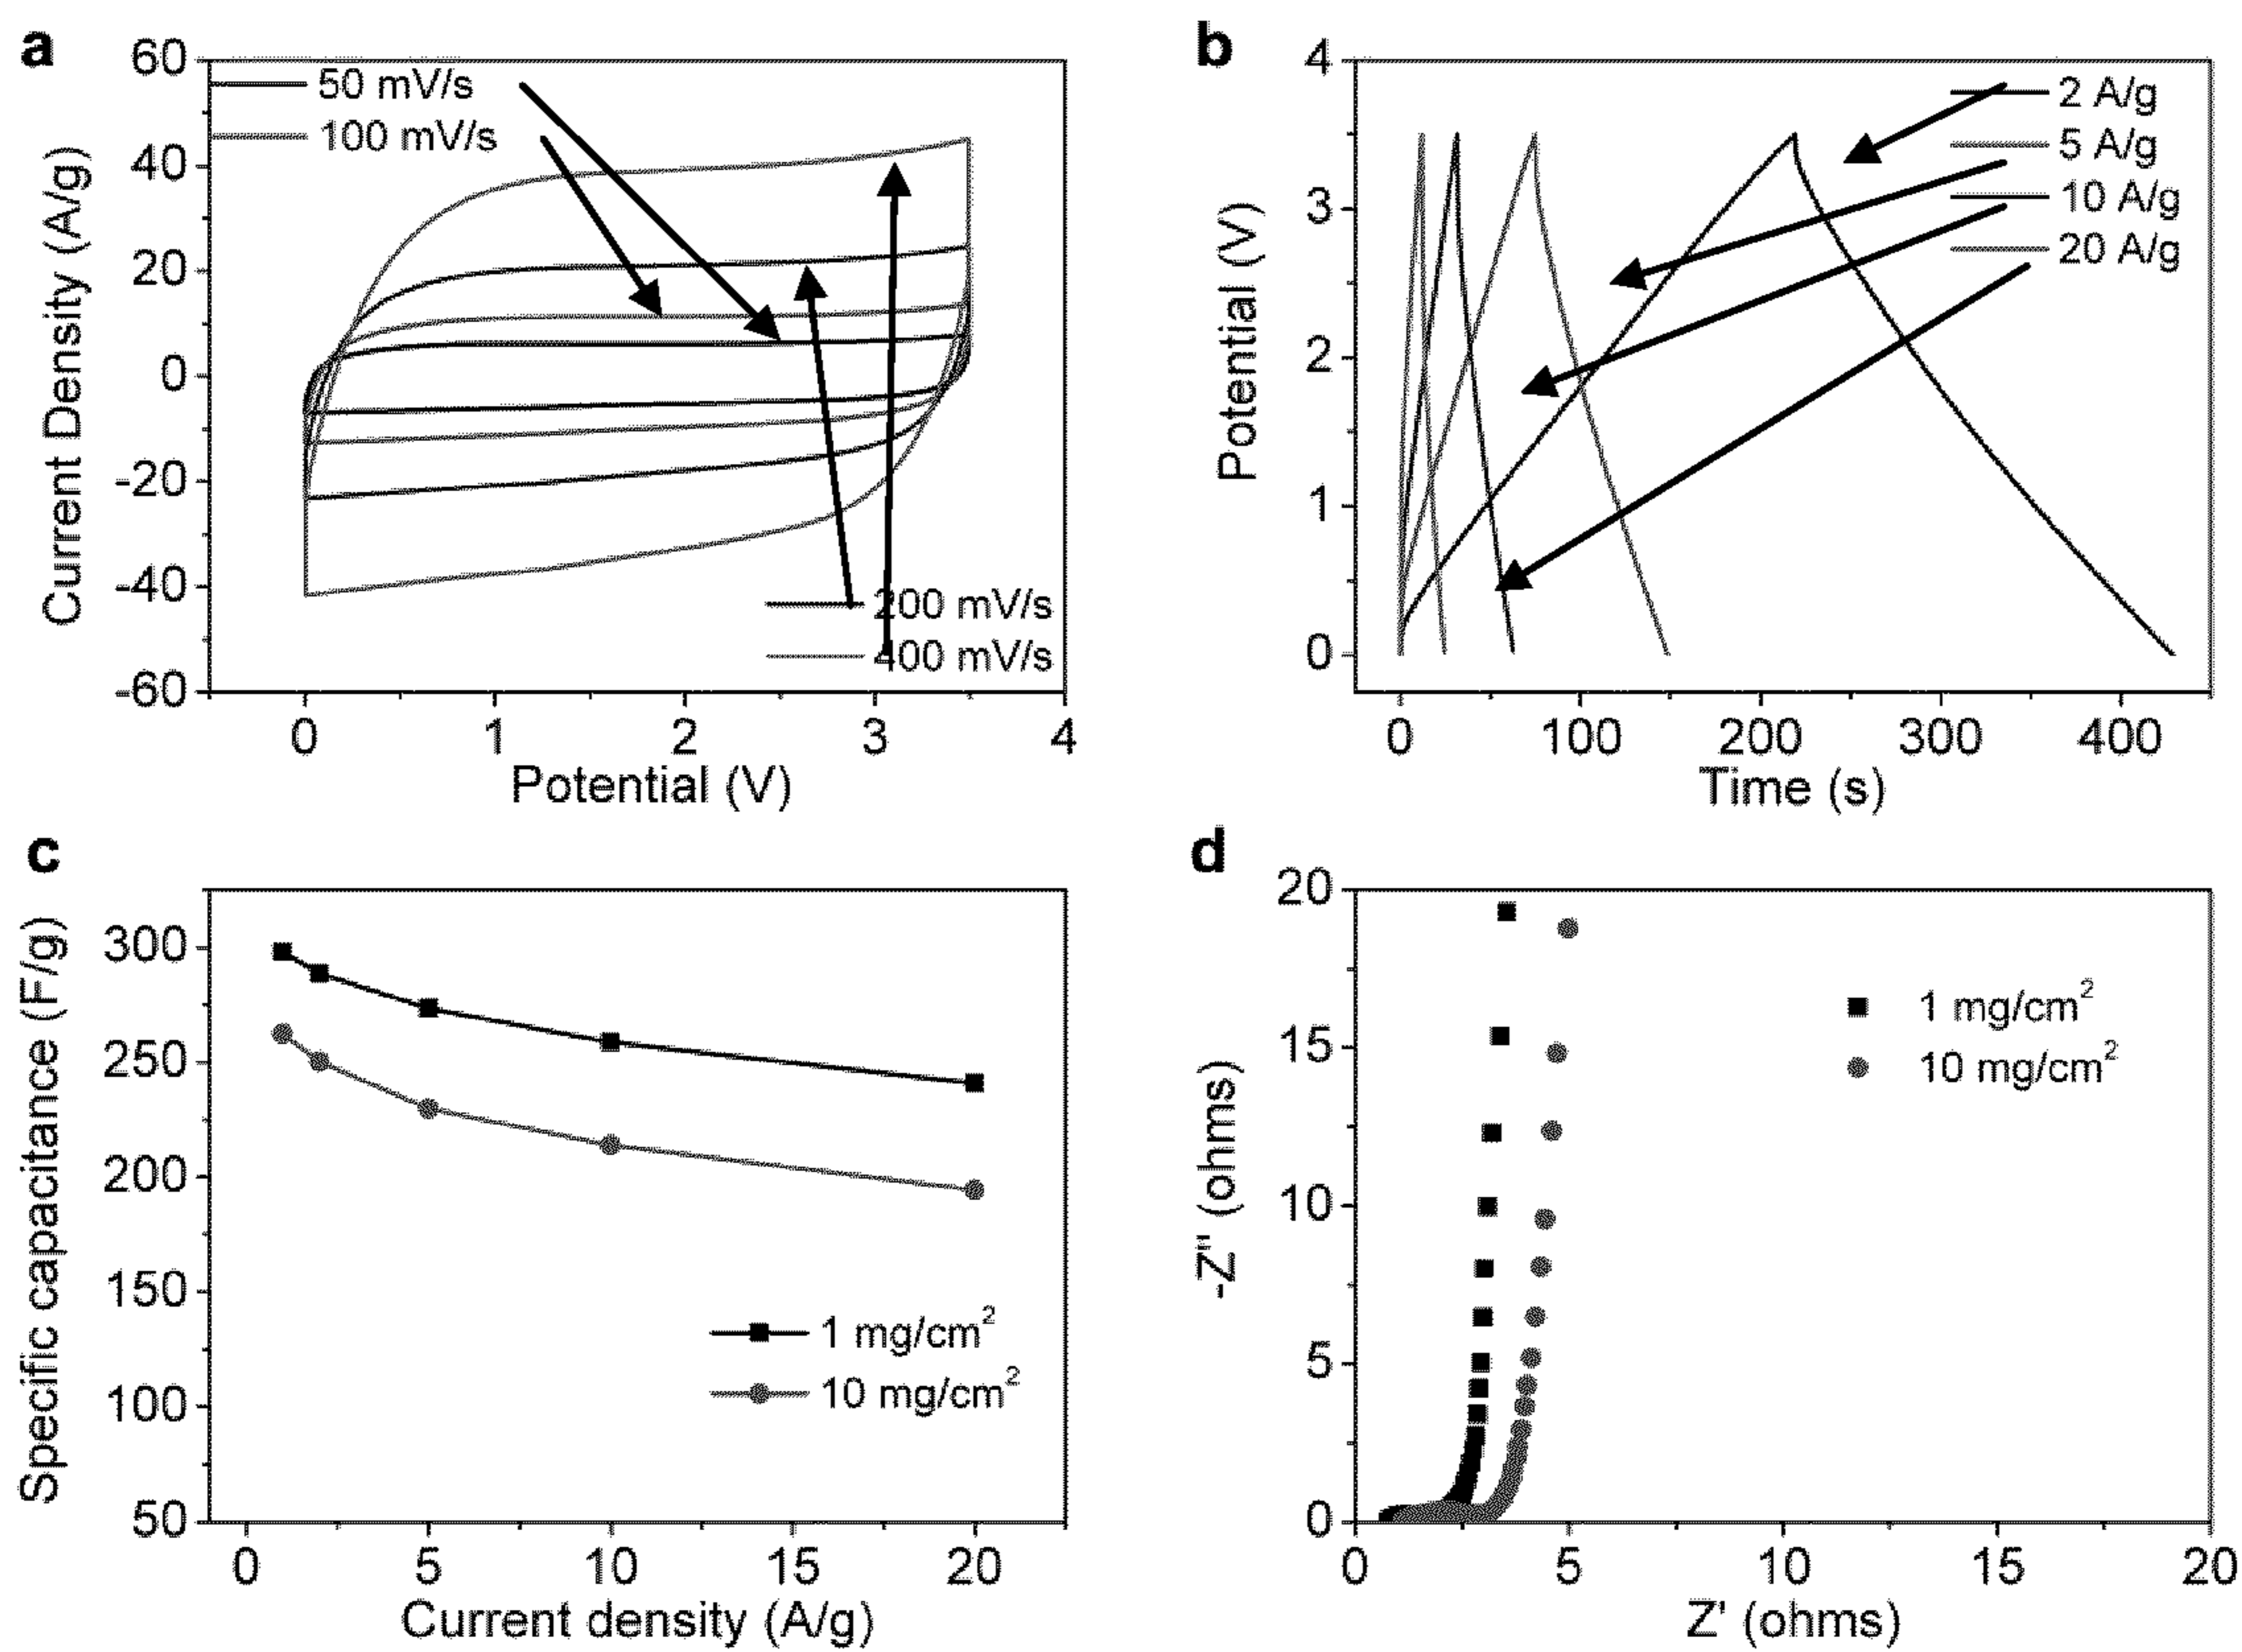 a
60
40
20
0
-20
-40
-60
Current Density (A/g)
50 mV/s
100 mV/s
200 mV/s
400 mV/s
0 1 2 3 4
Potential (V)
b
4
3
2
1
0
Potential (V)
2 A/g
5 A/g
10 A/g
20 A/g
0 100 200 300 400
Time (s)
c
300
250
200
150
100
50
Specific capacitance (F/g)
1 mg/cm²
10 mg/cm²
0 5 10 15 20
Current density (A/g)
d
20
15
10
5
0
-Z" (ohms)
1 mg/cm²
10 mg/cm²
0 5 10 15 20
Z' (ohms)